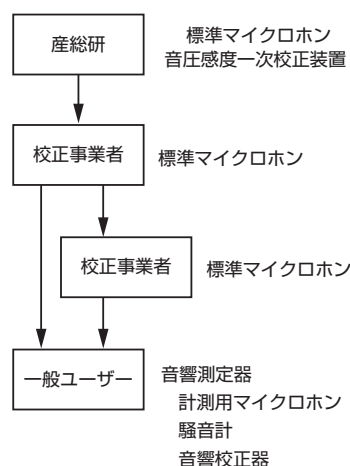 産総研
標準マイクロホン
音圧感度一次校正装置
校正事業者
標準マイクロホン
校正事業者
標準マイクロホン
一般ユーザー
音響測定器
計測用マイクロホン
騒音計
音響校正器